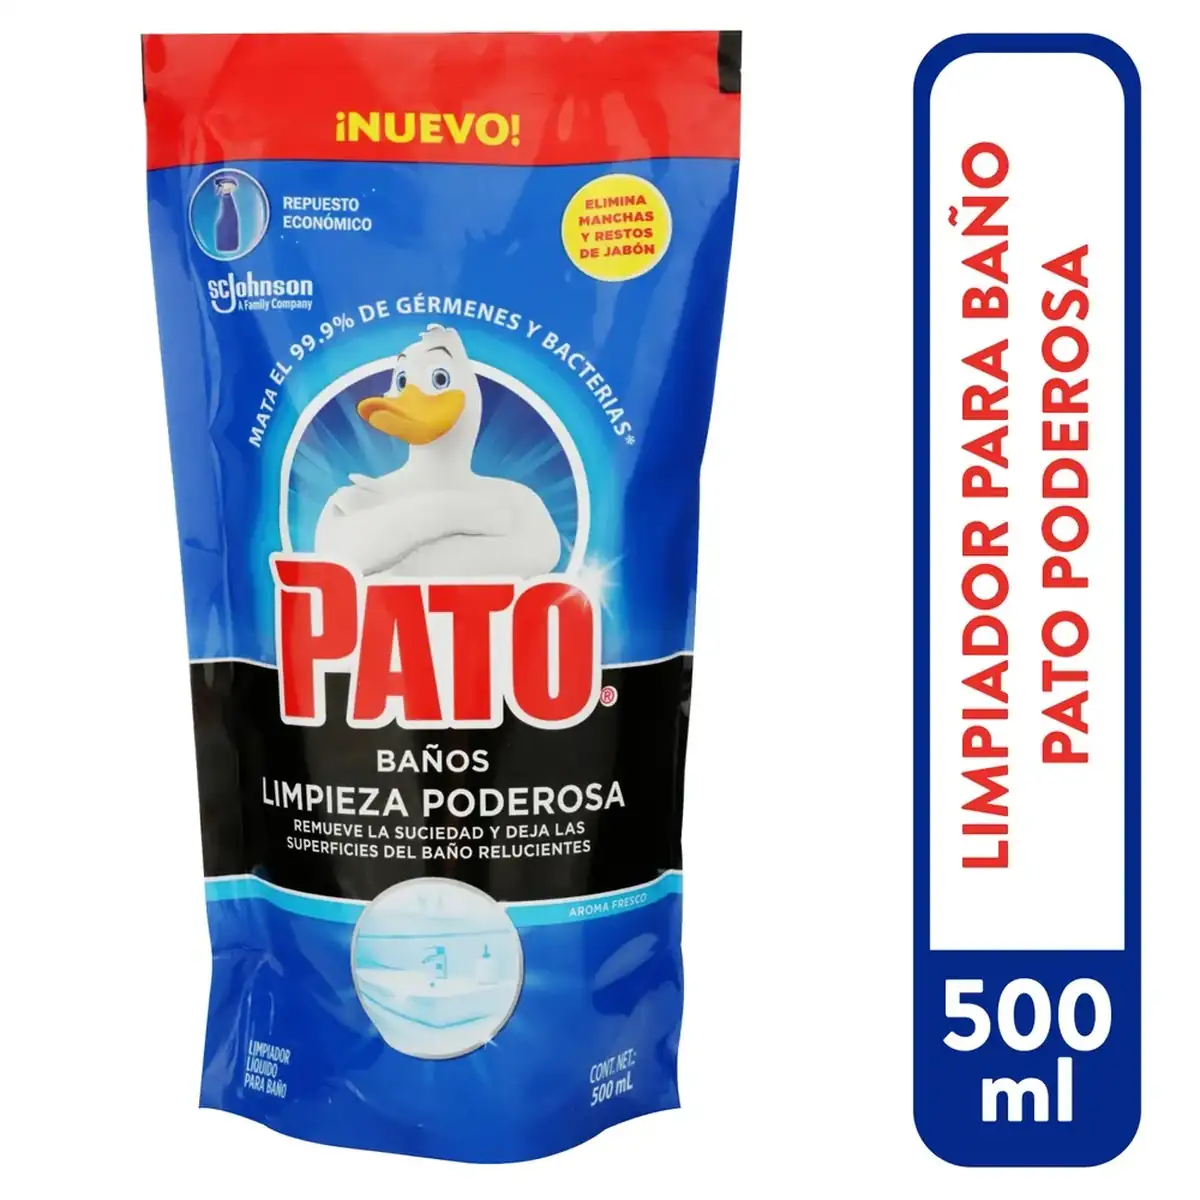 ¡NUEVO!
REPUESTO
ECONÓMICO
ELIMINA
MANCHAS
Y RESTOS
DE JABÓN
scJohnson
A Family Company
MATA EL 99.9% DE GÉRMENES Y BACTERIAS*
PATO®
BAÑOS
LIMPIEZA PODEROSA
REMUEVE LA SUCIEDAD Y DEJA LAS
SUPERFICIES DEL BAÑO RELUCIENTES
AROMA FRESCO
LIMPIADOR
LÍQUIDO
PARA BAÑO
CONT. NET.:
500 mL
LIMPIADOR PARA BAÑO
PATO PODEROSA
500
ml